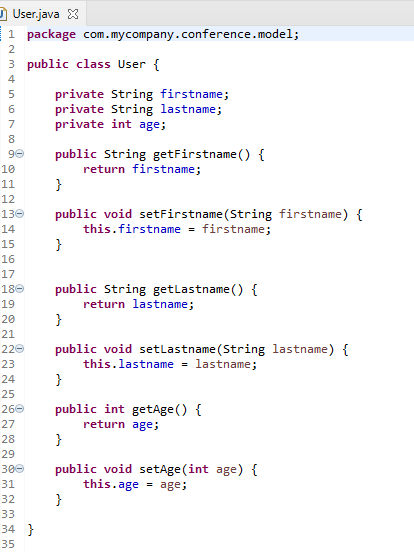 User.java
1 package com.mycompany.conference.model;
2
3 public class User {
4
5 private String firstname;
6 private String lastname;
7 private int age;
8
9 public String getFirstname() {
10 return firstname;
11 }
12
13 public void setFirstname(String firstname) {
14 this.firstname = firstname;
15 }
16
17
18 public String getLastname() {
19 return lastname;
20 }
21
22 public void setLastname(String lastname) {
23 this.lastname = lastname;
24 }
25
26 public int getAge() {
27 return age;
28 }
29
30 public void setAge(int age) {
31 this.age = age;
32 }
33
34 }
35